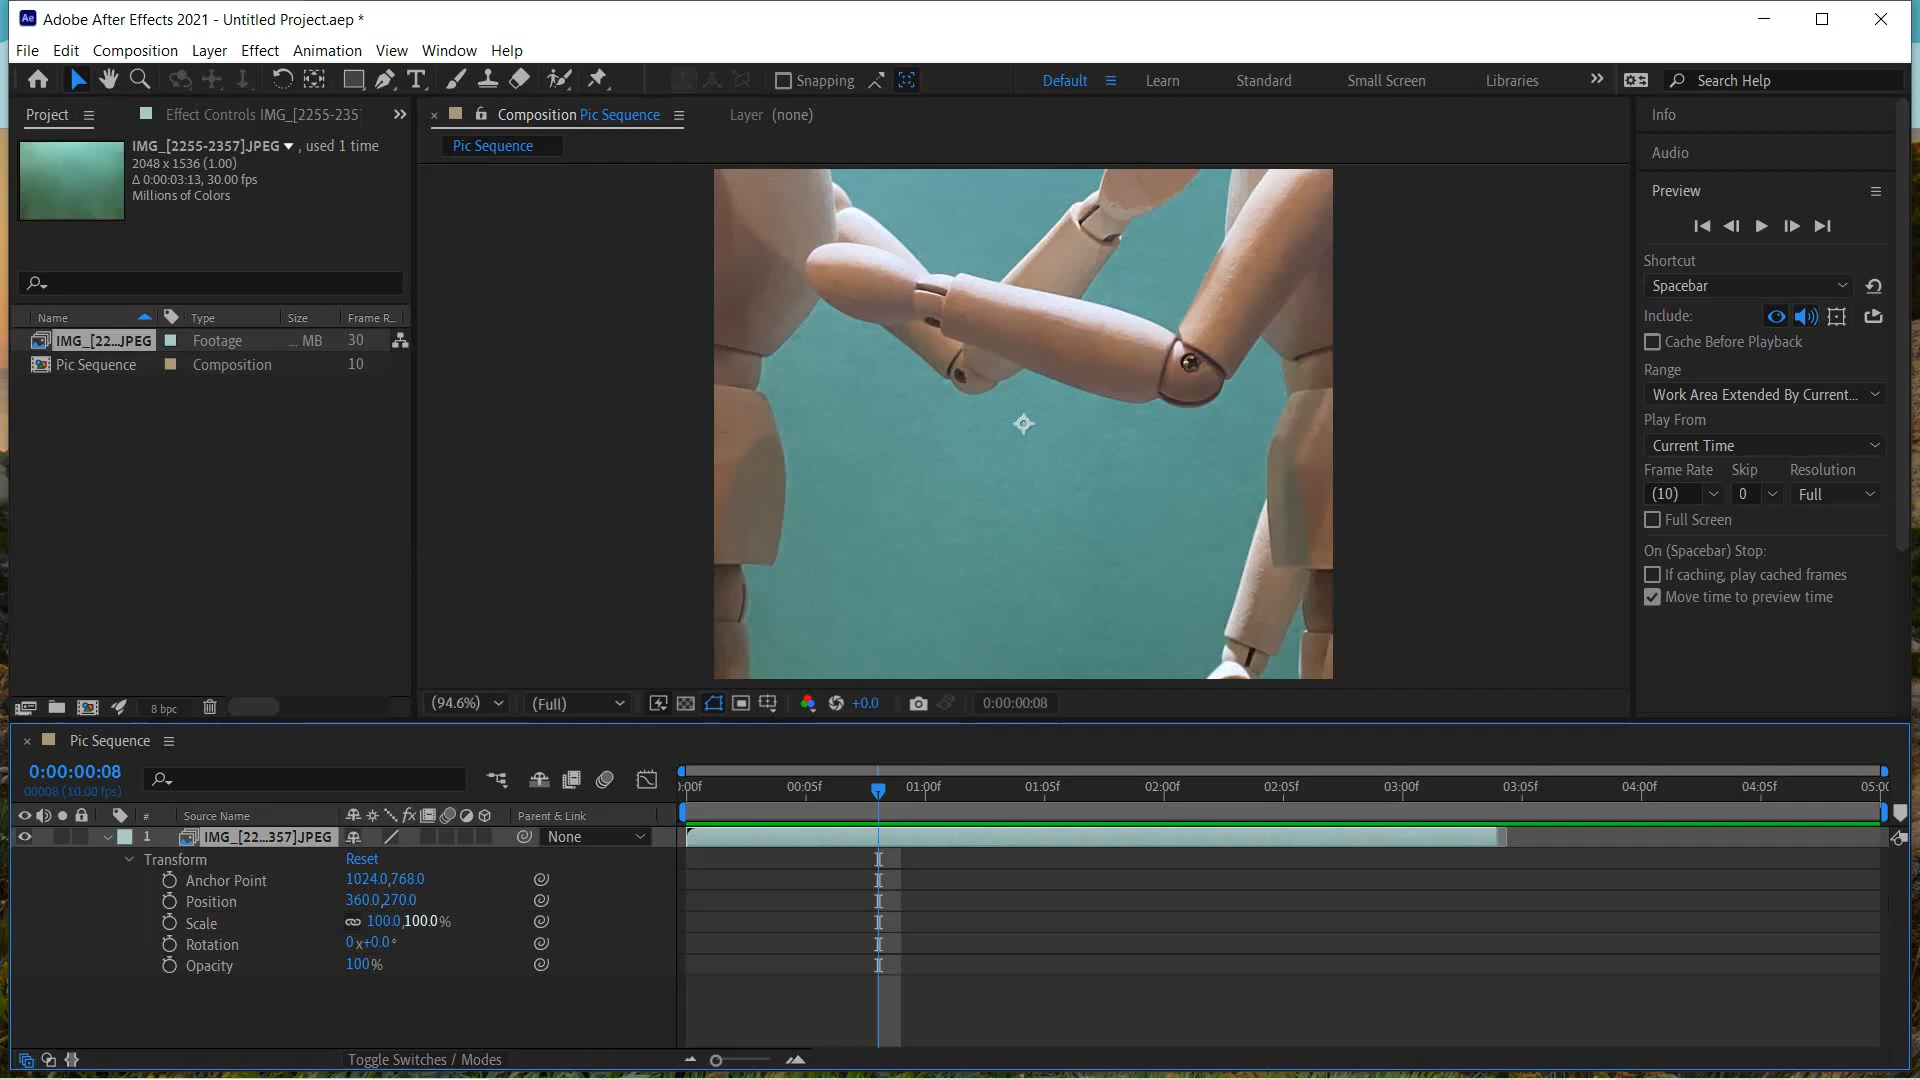 Ae Adobe After Effects 2021 - Untitled Project.aep *
File Edit Composition Layer Effect Animation View Window Help
Snapping Default Learn Standard Small Screen Libraries Search Help
Project Effect Controls IMG_[2255-235
IMG_[2255-2357].JPEG , used 1 time
2048 x 1536 (1.00)
Δ 0:00:03:13, 30.00 fps
Millions of Colors
Name Type Size Frame R...
IMG_[22...JPEG Footage ... MB 30
Pic Sequence Composition 10
8 bpc
Composition Pic Sequence Layer (none)
Pic Sequence
(94.6%) (Full) +0.0 0:00:00:08
Info
Audio
Preview
Shortcut
Spacebar
Include:
Cache Before Playback
Range
Work Area Extended By Current...
Play From
Current Time
Frame Rate Skip Resolution
(10) 0 Full
Full Screen
On (Spacebar) Stop:
If caching, play cached frames
Move time to preview time
Pic Sequence
0:00:00:08
00008 (10.00 fps)
):00f 00:05f 01:00f 01:05f 02:00f 02:05f 03:00f 03:05f 04:00f 04:05f 05:00
# Source Name fx Parent & Link
1 IMG_[22...357].JPEG None
Transform Reset
Anchor Point 1024.0,768.0
Position 360.0,270.0
Scale 100.0,100.0%
Rotation 0x+0.0°
Opacity 100%
Toggle Switches / Modes